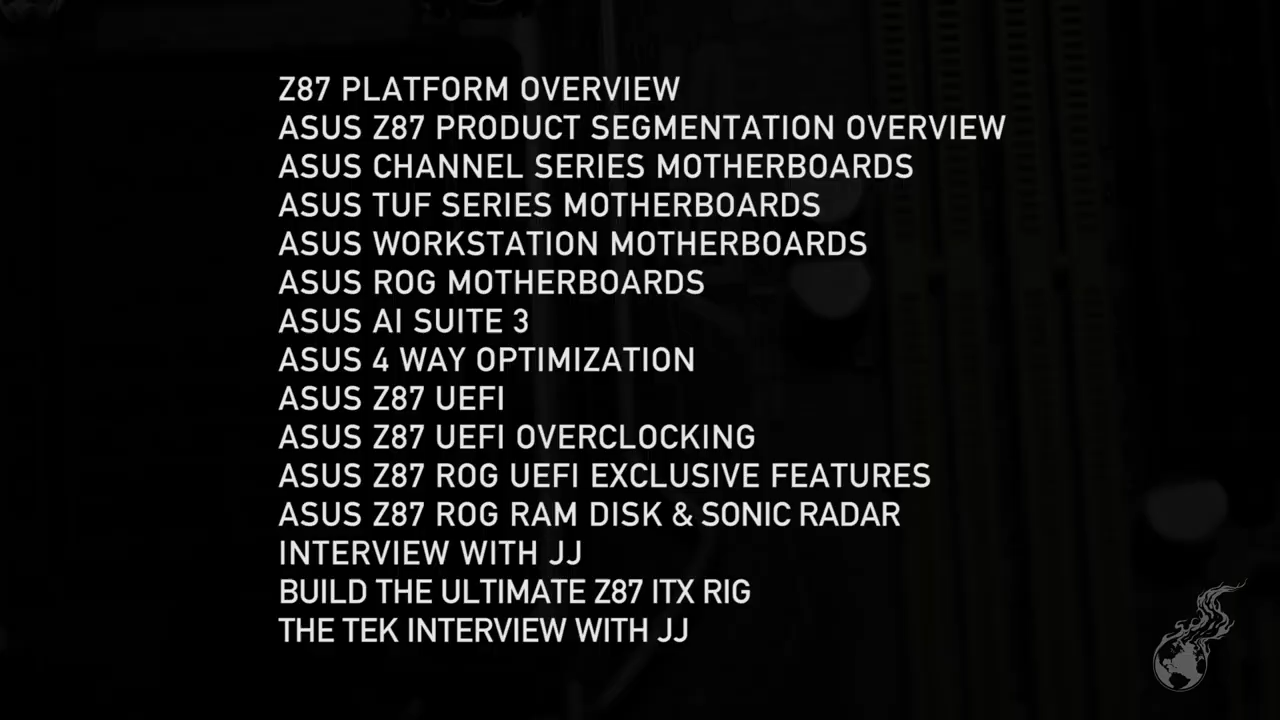 Z87 PLATFORM OVERVIEW
ASUS Z87 PRODUCT SEGMENTATION OVERVIEW
ASUS CHANNEL SERIES MOTHERBOARDS
ASUS TUF SERIES MOTHERBOARDS
ASUS WORKSTATION MOTHERBOARDS
ASUS ROG MOTHERBOARDS
ASUS AI SUITE 3
ASUS 4 WAY OPTIMIZATION
ASUS Z87 UEFI
ASUS Z87 UEFI OVERCLOCKING
ASUS Z87 ROG UEFI EXCLUSIVE FEATURES
ASUS Z87 ROG RAM DISK & SONIC RADAR
INTERVIEW WITH JJ
BUILD THE ULTIMATE Z87 ITX RIG
THE TEK INTERVIEW WITH JJ